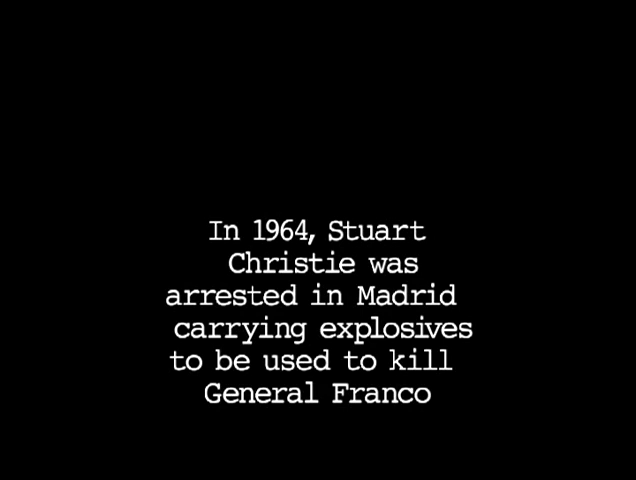 In 1964, Stuart
Christie was
arrested in Madrid
carrying explosives
to be used to kill
General Franco